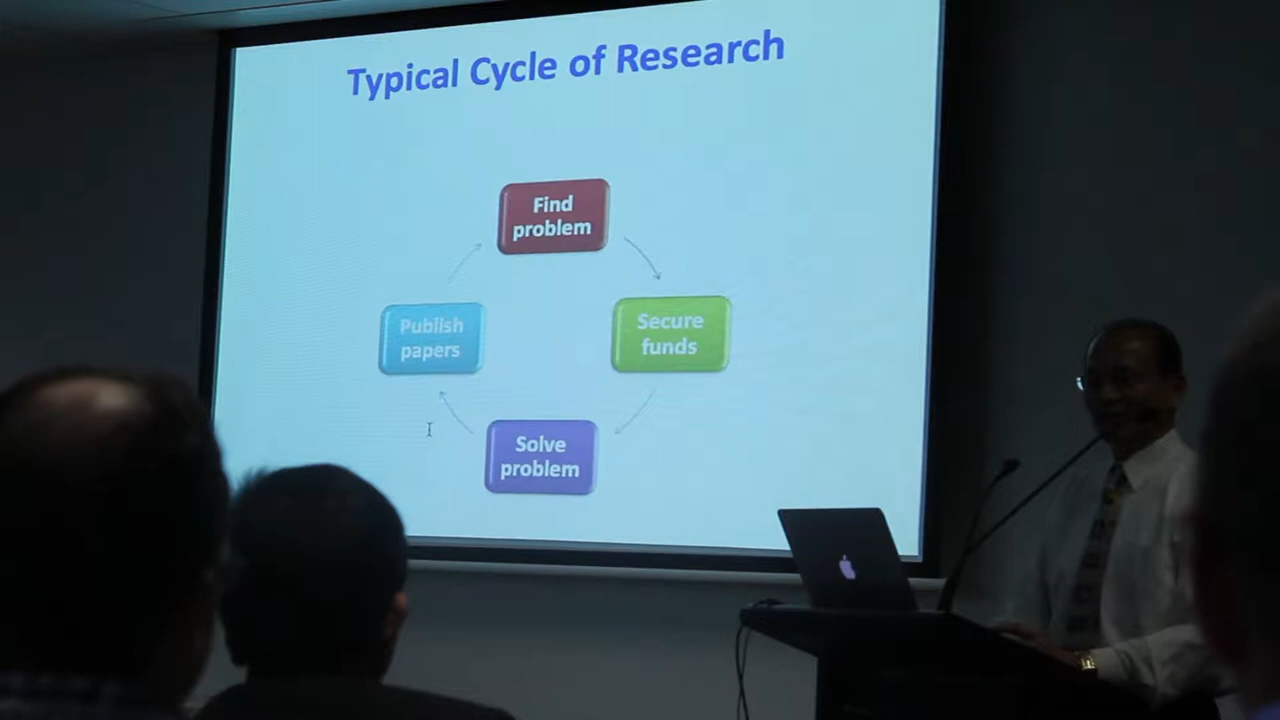 Typical Cycle of Research
Find
problem
Publish
papers
Secure
funds
Solve
problem